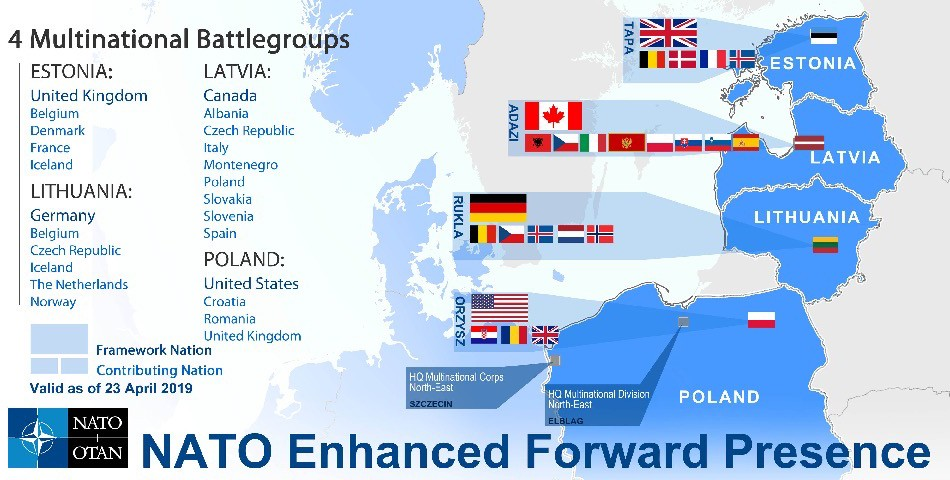 4 Multinational Battlegroups
ESTONIA:
United Kingdom
Belgium
Denmark
France
Iceland
LITHUANIA:
Germany
Belgium
Czech Republic
Iceland
The Netherlands
Norway
LATVIA:
Canada
Albania
Czech Republic
Italy
Montenegro
Poland
Slovakia
Slovenia
Spain
POLAND:
United States
Croatia
Romania
United Kingdom
Framework Nation
Contributing Nation
Valid as of 23 April 2019
TAPA
ESTONIA
ADAZI
LATVIA
RUKLA
LITHUANIA
ORZYSZ
POLAND
HQ Multinational Corps
North-East
SZCZECIN
HQ Multinational Division
North-East
ELBLAG
NATO
OTAN
NATO Enhanced Forward Presence